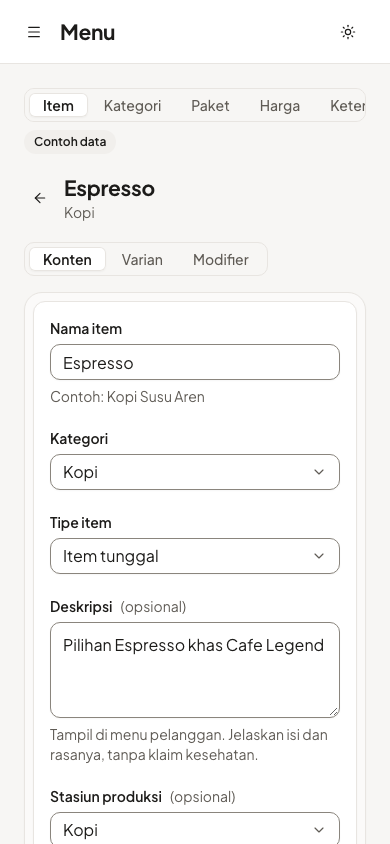 Menu
Item Kategori Paket Harga Keter
Contoh data
Espresso
Kopi
Konten Varian Modifier
Nama item
Espresso
Contoh: Kopi Susu Aren
Kategori
Kopi
Tipe item
Item tunggal
Deskripsi (opsional)
Pilihan Espresso khas Cafe Legend
Tampil di menu pelanggan. Jelaskan isi dan
rasanya, tanpa klaim kesehatan.
Stasiun produksi (opsional)
Kopi